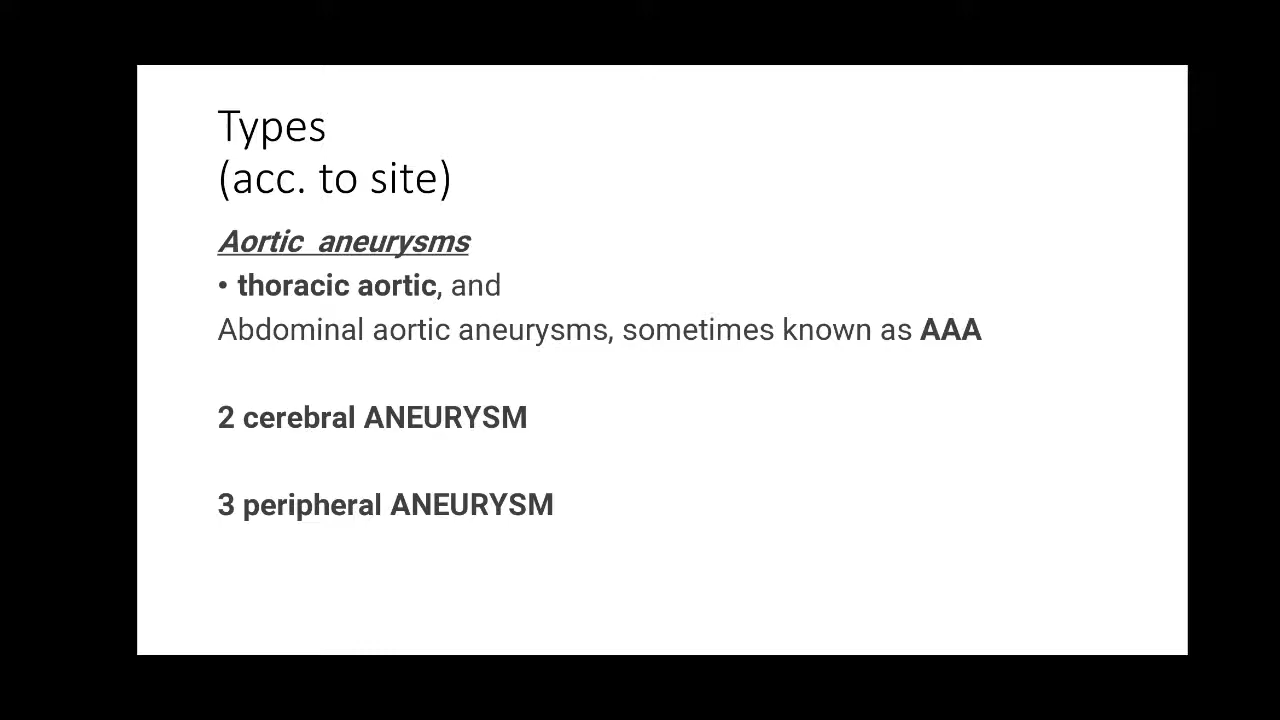 Types
(acc. to site)
Aortic aneurysms
• thoracic aortic, and
Abdominal aortic aneurysms, sometimes known as AAA
2 cerebral ANEURYSM
3 peripheral ANEURYSM